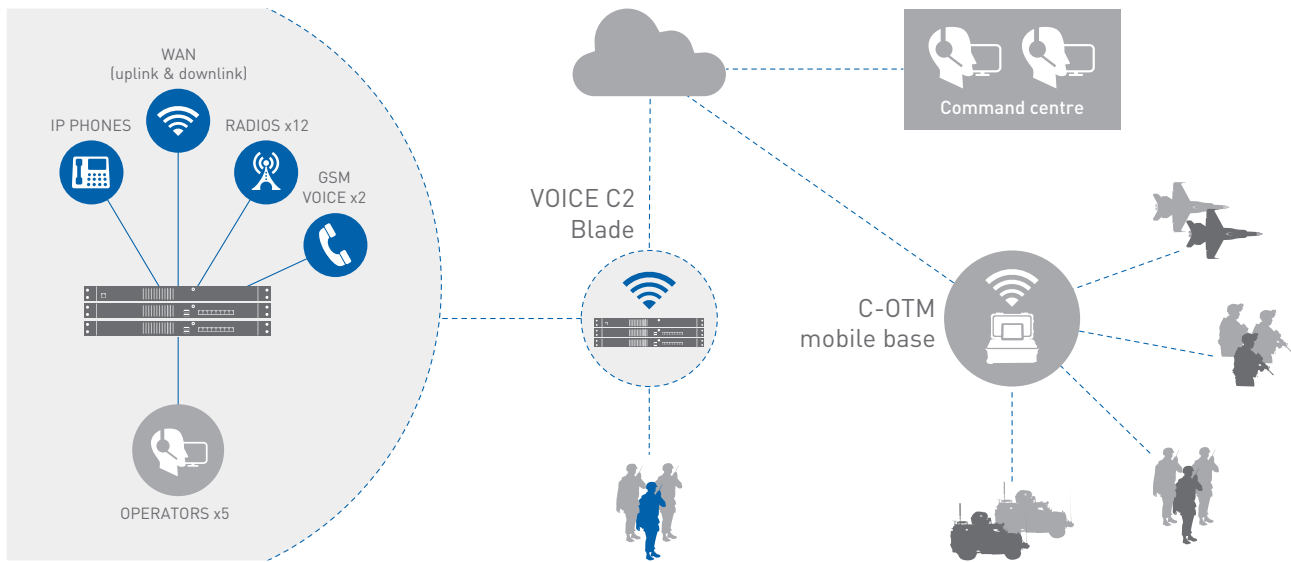 WAN
(uplink & downlink)
IP PHONES
RADIOS x12
GSM
VOICE x2
OPERATORS x5
VOICE C2
Blade
Command centre
C-OTM
mobile base